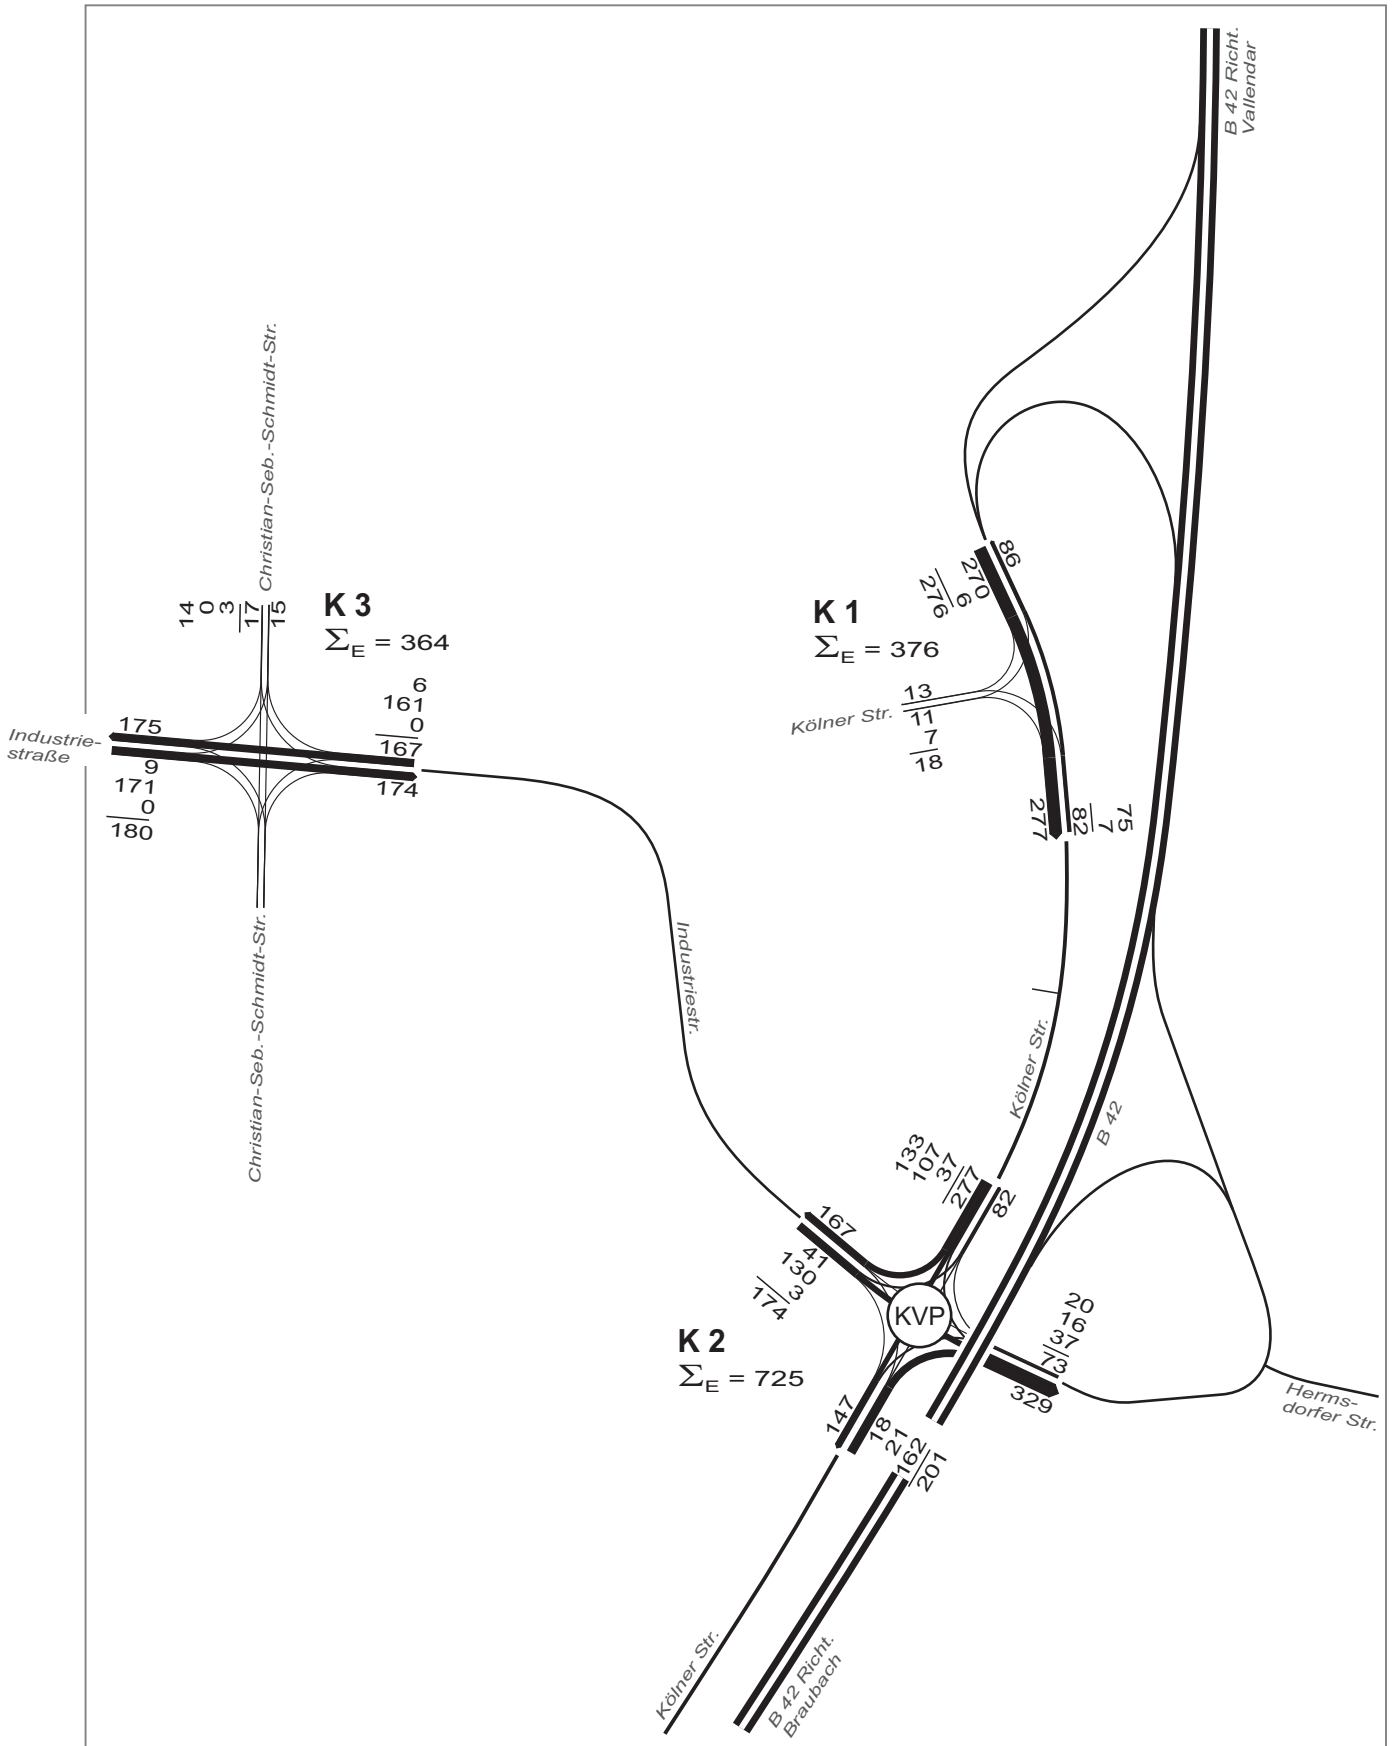 B 42 Richt.
Vallendar
Christian-Seb.-Schmidt-Str.
14
0
3
17
15
K 3
ΣE = 364
6
161
0
167
175
Industrie-
straße
9
171
0
180
174
Christian-Seb.-Schmidt-Str.
86
270
6
276
K 1
ΣE = 376
13
Kölner Str.
11
7
18
277
82
7
75
Industriestr.
Kölner Str.
B 42
133
107
37
277
82
167
41
130
3
174
KVP
K 2
ΣE = 725
20
16
37
73
329
Herms-
dorfer Str.
147
18
21
162
201
Kölner Str.
B 42 Richt.
Braubach